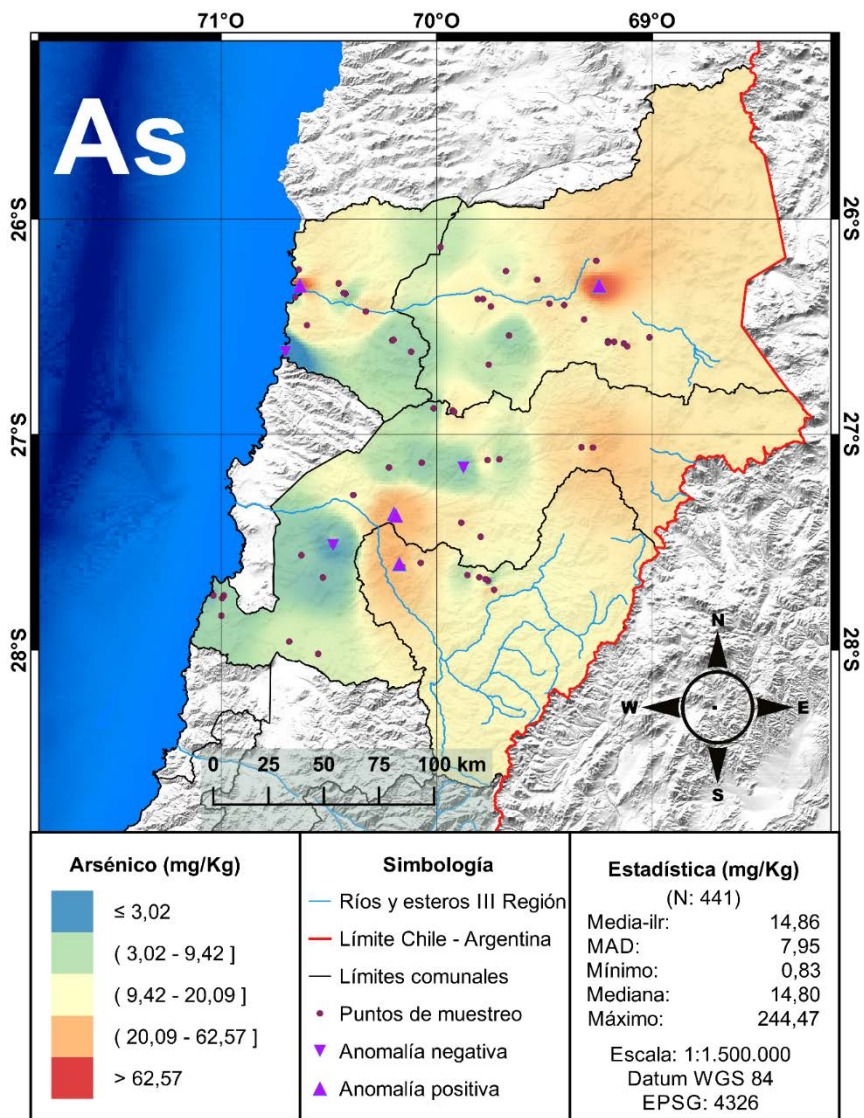 71°O 70°O 69°O
As
26°S 26°S
27°S 27°S
28°S 28°S
N
W E
S
0 25 50 75 100 km
Arsénico (mg/Kg)
≤ 3,02
( 3,02 - 9,42 ]
( 9,42 - 20,09 ]
( 20,09 - 62,57 ]
> 62,57
Simbología
Ríos y esteros III Región
Límite Chile - Argentina
Límites comunales
Puntos de muestreo
Anomalía negativa
Anomalía positiva
Estadística (mg/Kg)
(N: 441)
Media-ilr: 14,86
MAD: 7,95
Mínimo: 0,83
Mediana: 14,80
Máximo: 244,47
Escala: 1:1.500.000
Datum WGS 84
EPSG: 4326